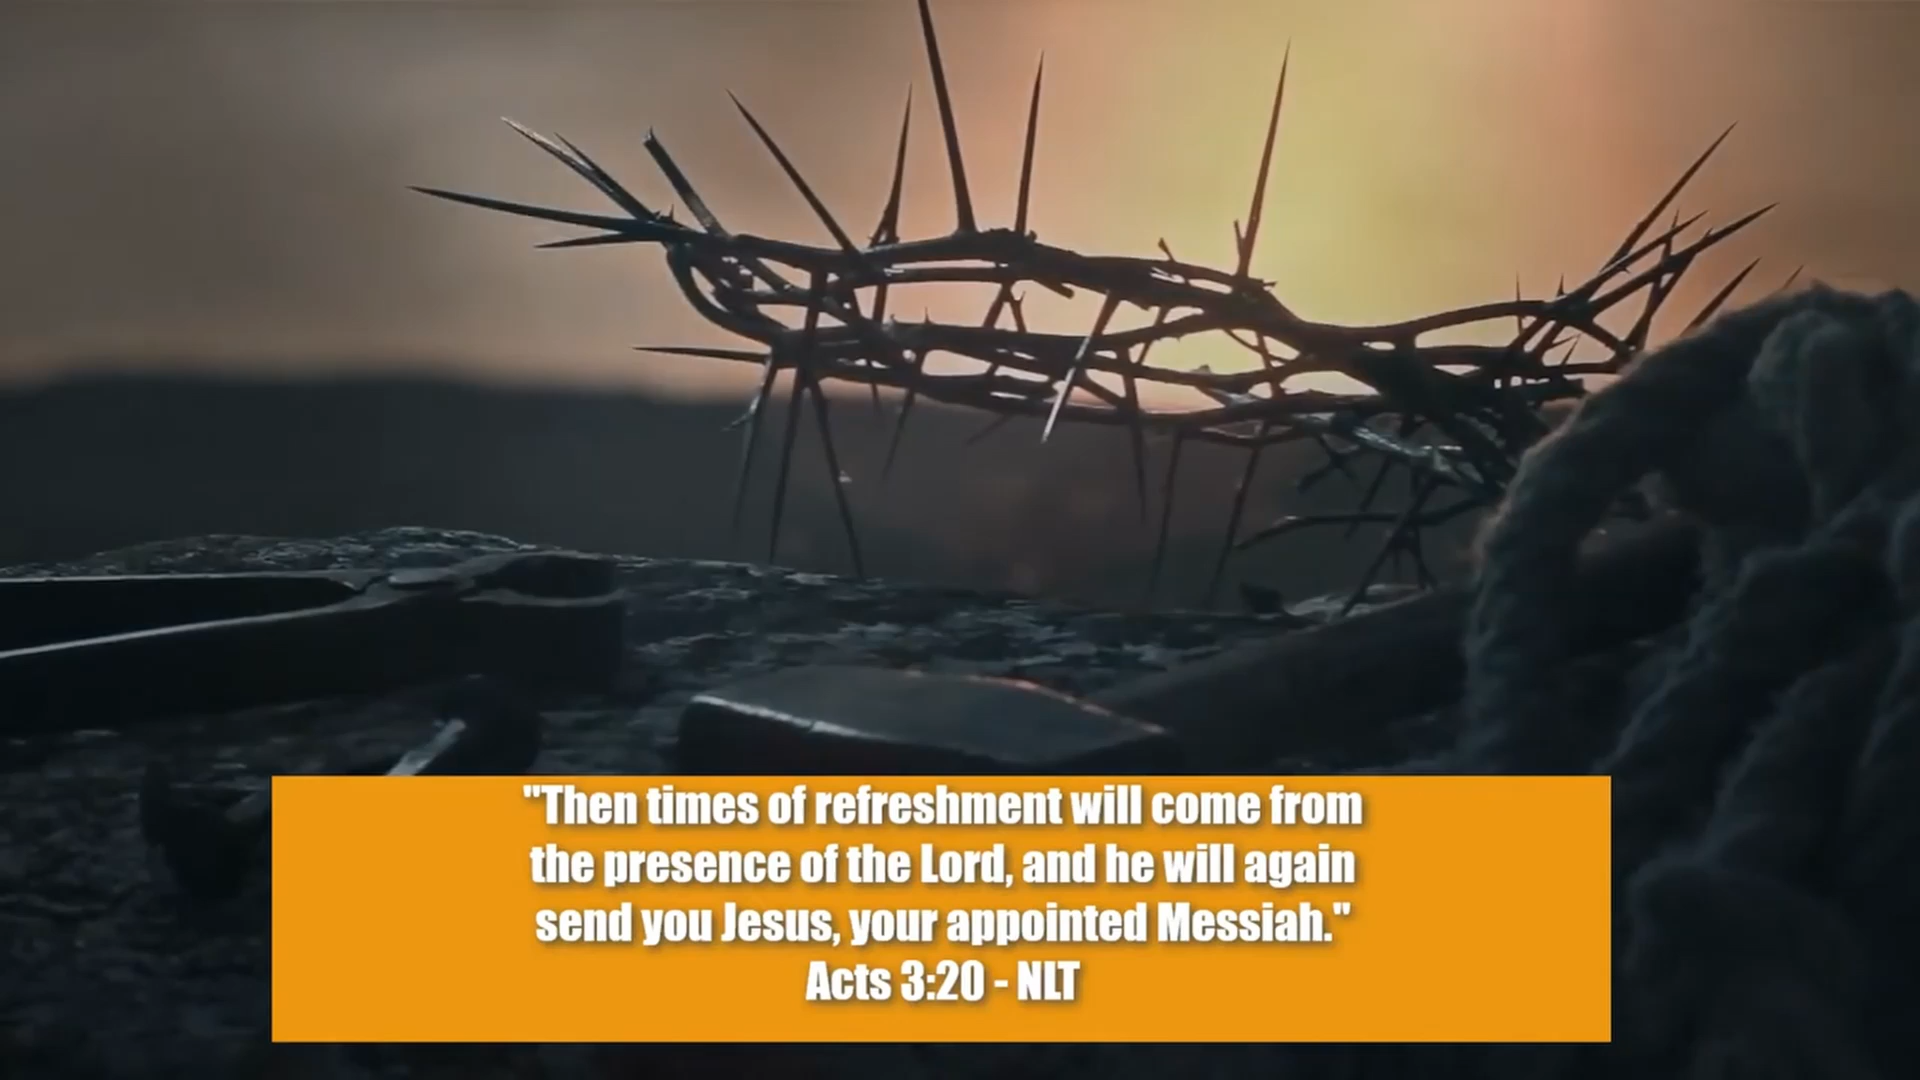 "Then times of refreshment will come from
the presence of the Lord, and he will again
send you Jesus, your appointed Messiah."
Acts 3:20 - NLT